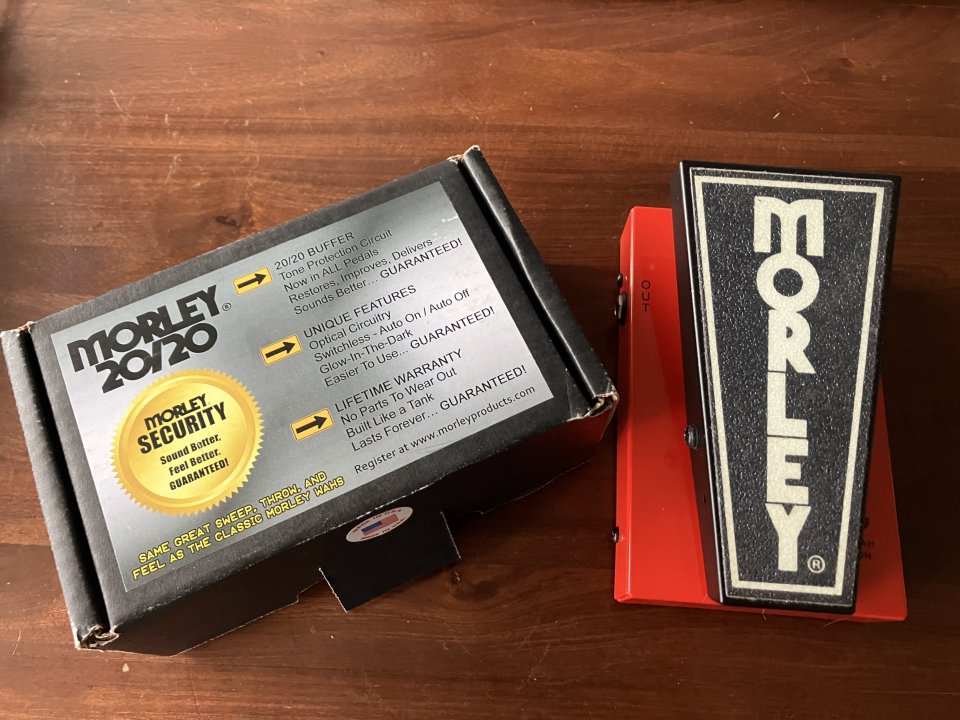 MORLEY®
20/20
20/20 BUFFER
Tone Protection Circuit
Now in ALL Pedals
Restores, Improves, Delivers
Sounds Better... GUARANTEED!
UNIQUE FEATURES
Optical Circuitry
Switchless - Auto On / Auto Off
Glow-In-The-Dark
Easier To Use... GUARANTEED!
LIFETIME WARRANTY
No Parts To Wear Out
Built Like a Tank
Lasts Forever... GUARANTEED!
Register at www.morleyproducts.com
MORLEY
SECURITY
Sound Better,
Feel Better.
GUARANTEED!
SAME GREAT SWEEP, THROW, AND
FEEL AS THE CLASSIC MORLEY WAHS
OUT
MORLEY®